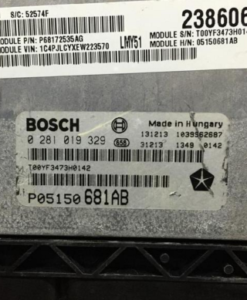 S/C: 52574F
MODULE P/N: P68172535AG
MODULE VIN: 1C4PJLCYXEW223570
LMY51
238606
MODULE S/N: T00YF3473H014
MODULE H/N: 05150681AB
BOSCH
Made in Hungary
0 281 019 329
131213 1039S62887
31213 1348 0142
T00YF3473H0142
P05150681AB